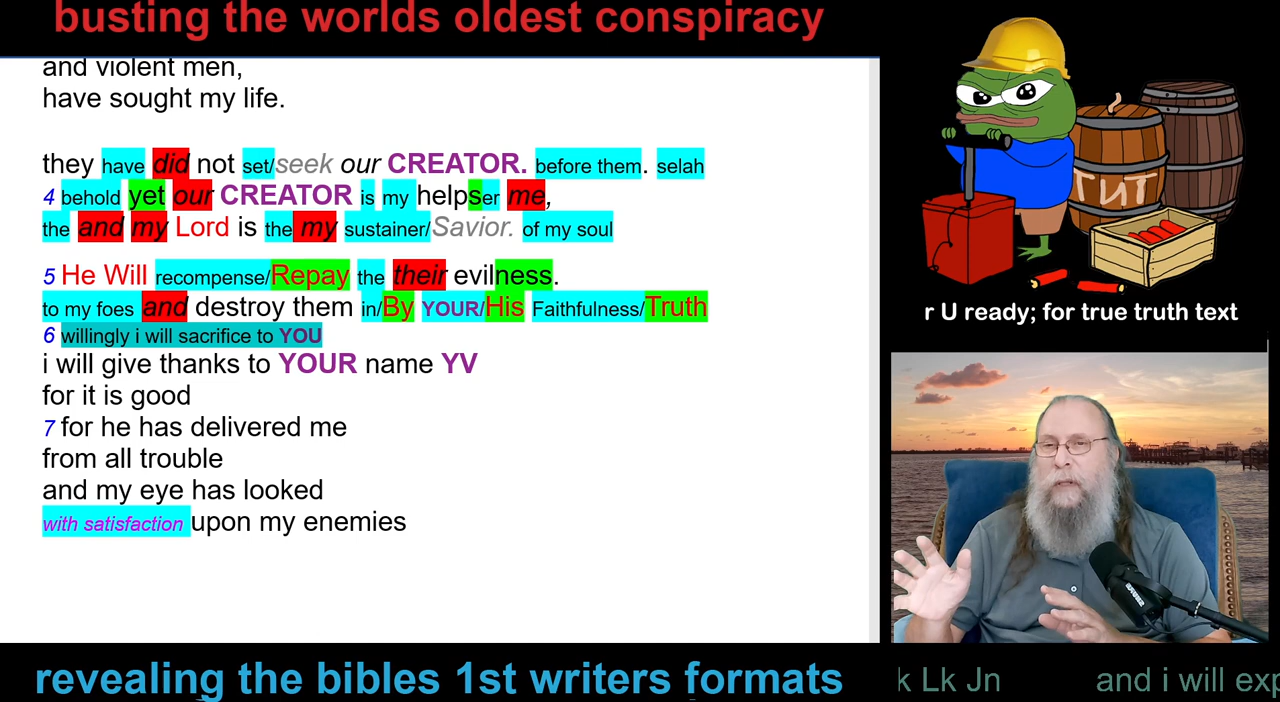 busting the worlds oldest conspiracy
and violent men,
have sought my life.
they have did not set/seek our CREATOR. before them. selah
4 behold yet our CREATOR is my helpser me,
the and my Lord is the my sustainer/Savior. of my soul
5 He Will recompense/Repay the their evilness.
to my foes and destroy them in/By YOUR/His Faithfulness/Truth
6 willingly i will sacrifice to YOU
i will give thanks to YOUR name YV
for it is good
7 for he has delivered me
from all trouble
and my eye has looked
with satisfaction upon my enemies
TNT
r U ready; for true truth text
revealing the bibles 1st writers formats
k Lk Jn and i will exp